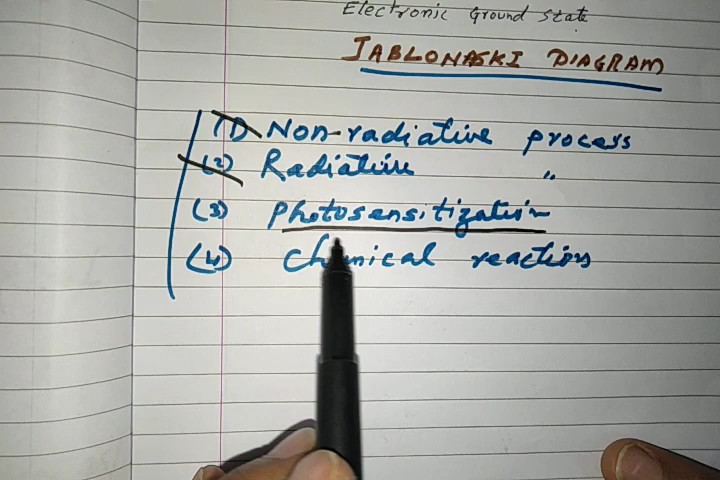 Electronic Ground State
JABLONASKI DIAGRAM
(1) Non-radiative process
(2) Radiative "
(3) Photosensitization
(4) Chemical reactions